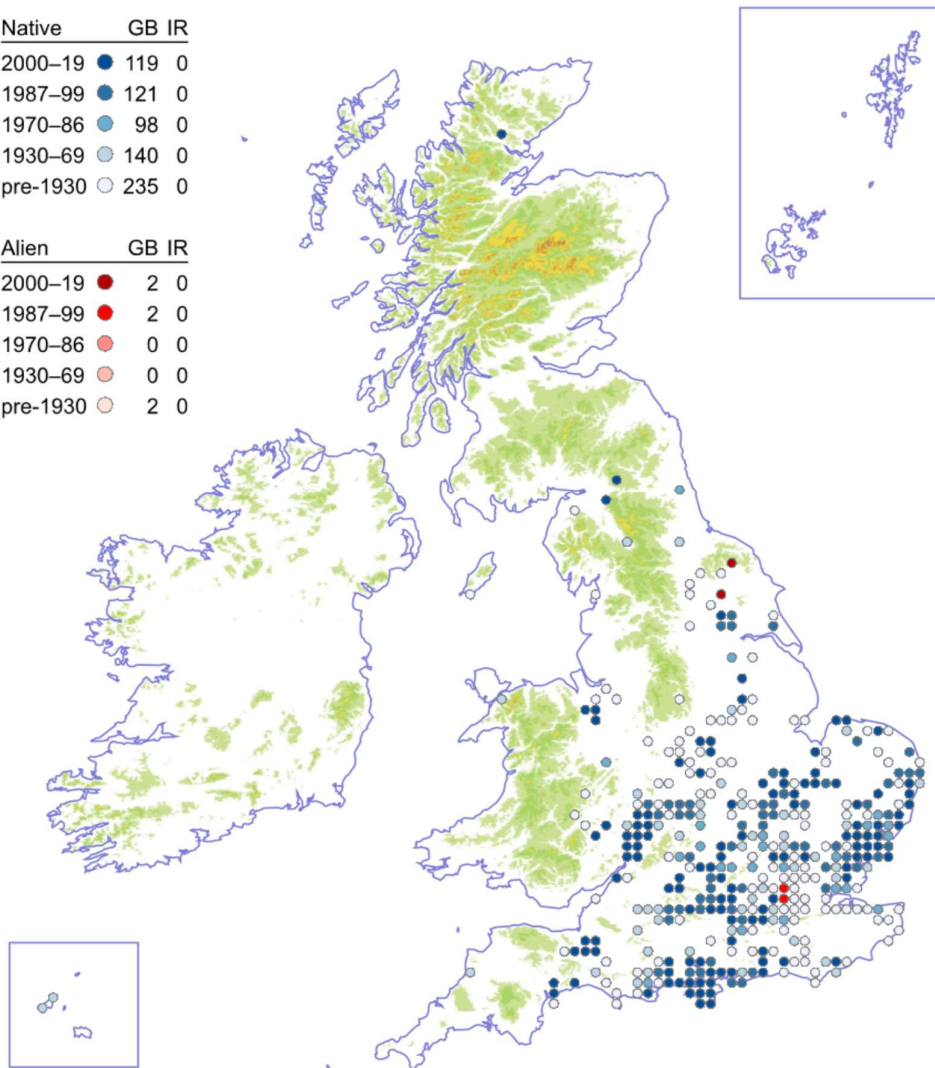 Native GB IR
2000–19 119 0
1987–99 121 0
1970–86 98 0
1930–69 140 0
pre-1930 235 0
Alien GB IR
2000–19 2 0
1987–99 2 0
1970–86 0 0
1930–69 0 0
pre-1930 2 0